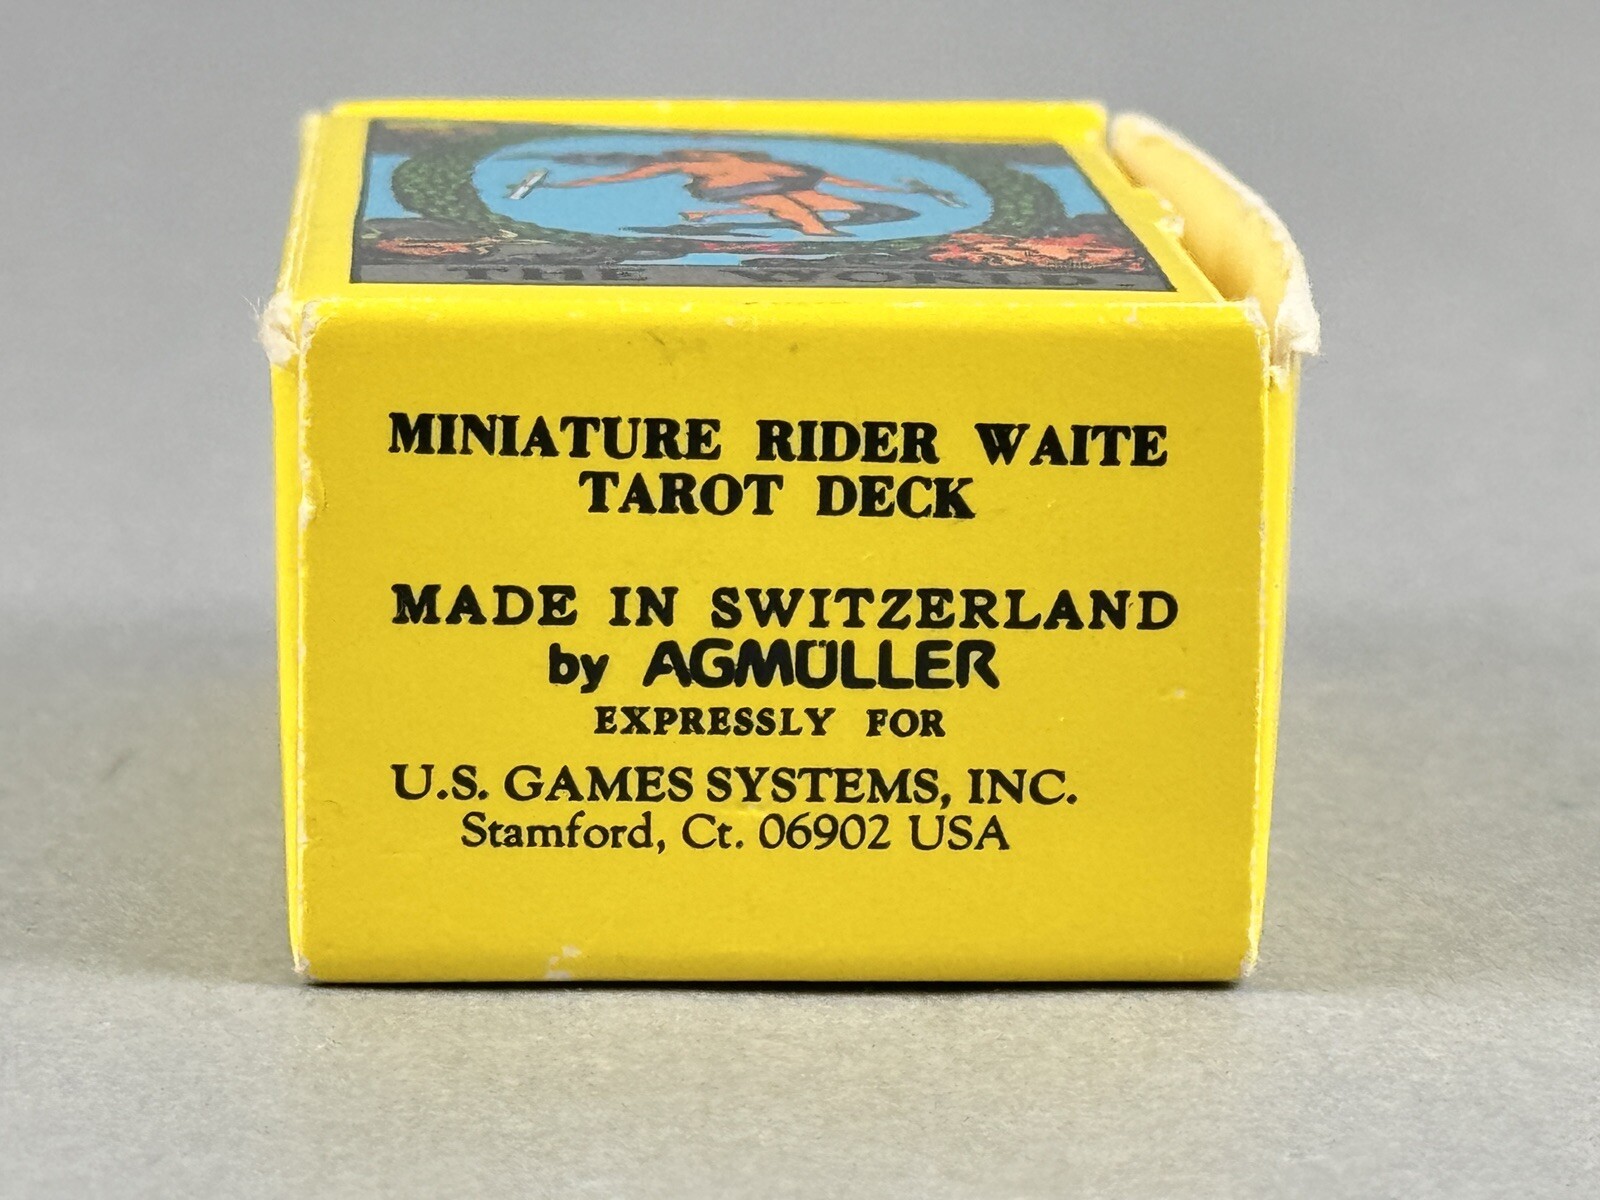 THE WORLD.
MINIATURE RIDER WAITE
TAROT DECK
MADE IN SWITZERLAND
by AGMÜLLER
EXPRESSLY FOR
U.S. GAMES SYSTEMS, INC.
Stamford, Ct. 06902 USA